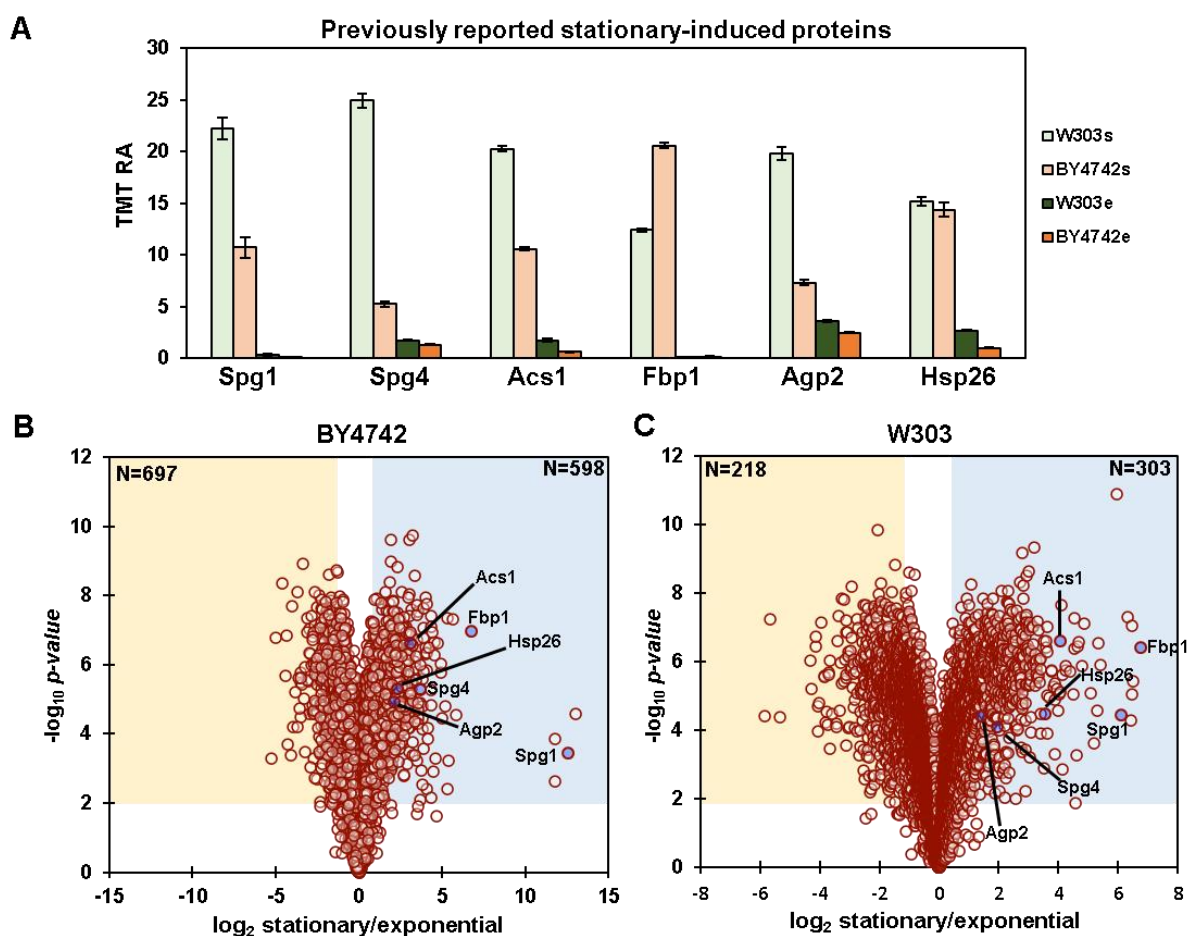 A
Previously reported stationary-induced proteins
30
25
20
15
10
5
0
TMT RA
Spg1 Spg4 Acs1 Fbp1 Agp2 Hsp26
W303s
BY4742s
W303e
BY4742e
B
BY4742
N=697
N=598
12
10
8
6
4
2
0
-log10 p-value
Acs1
Fbp1
Hsp26
Spg4
Agp2
Spg1
-15 -10 -5 0 5 10 15
log2 stationary/exponential
C
W303
N=218
N=303
12
10
8
6
4
2
0
-log10 p-value
Acs1
Fbp1
Hsp26
Spg1
Spg4
Agp2
-8 -6 -4 -2 0 2 4 6 8
log2 stationary/exponential